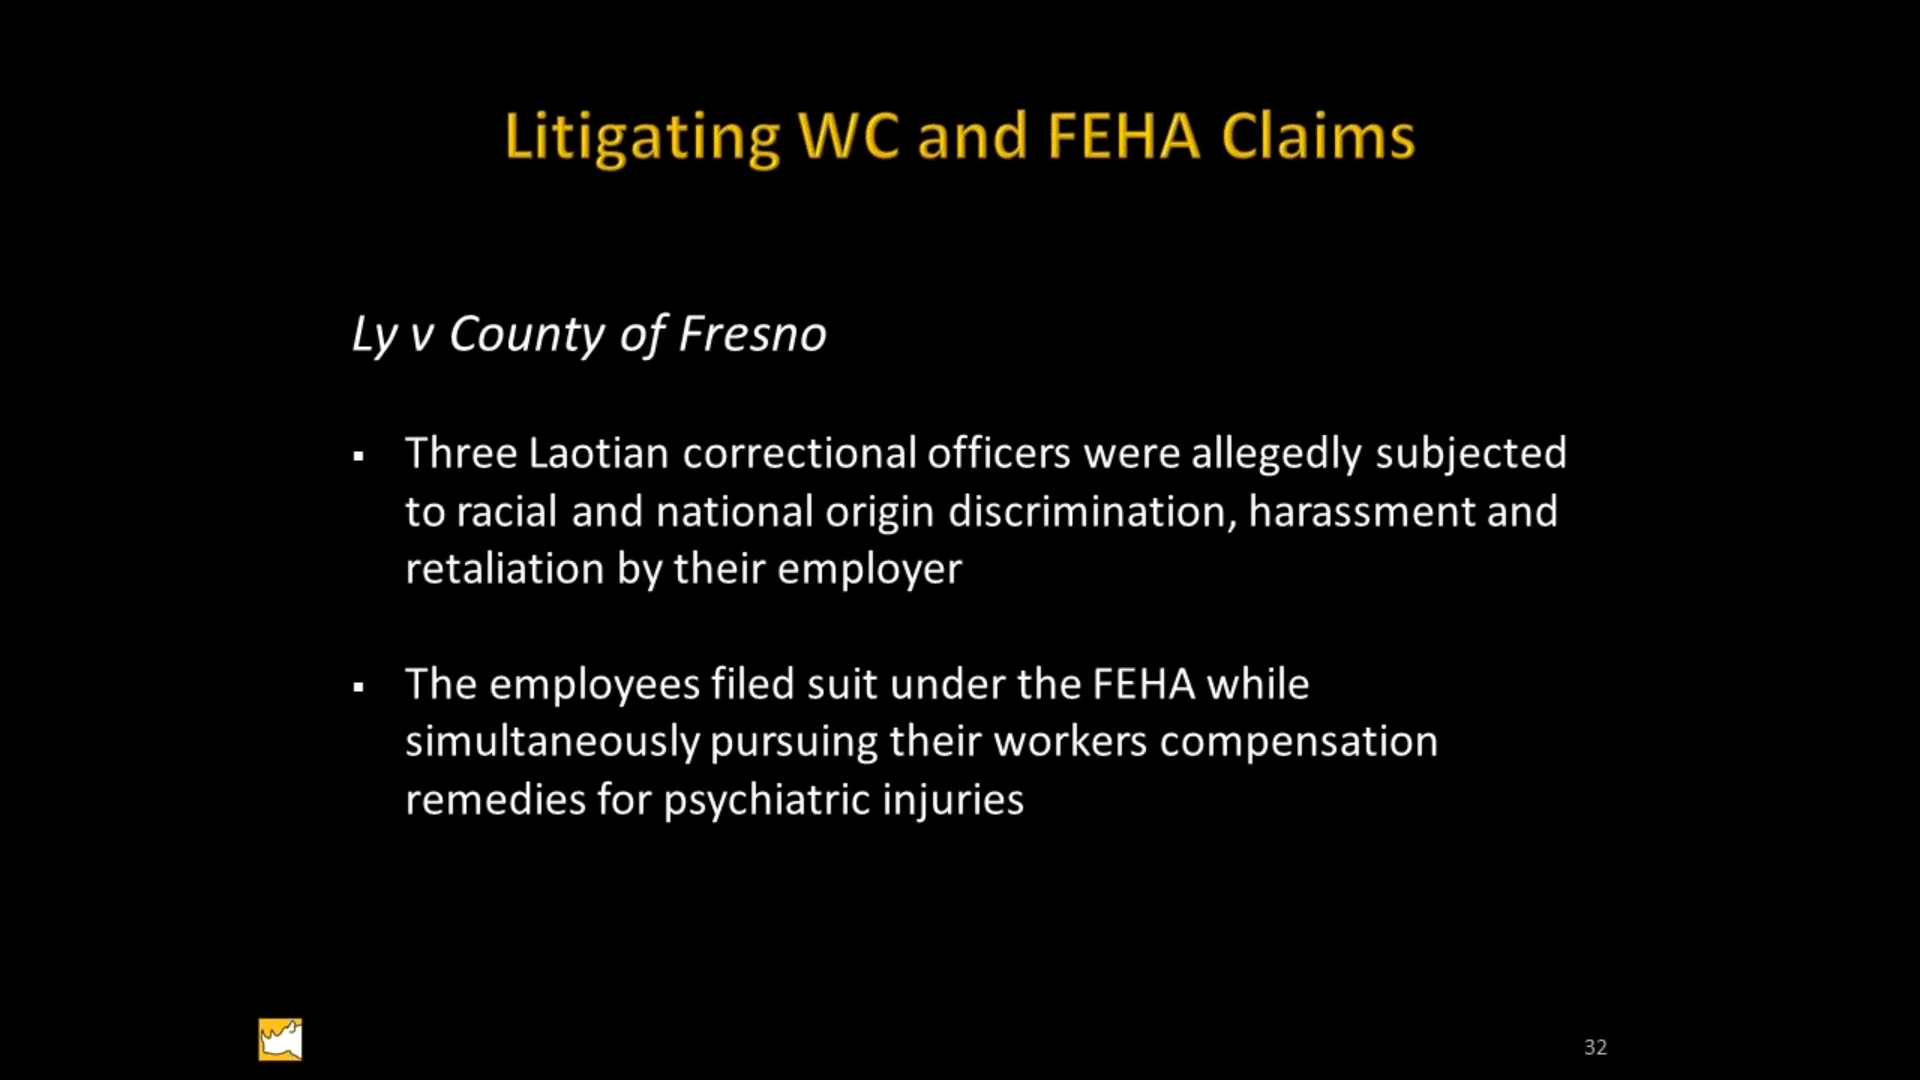 Litigating WC and FEHA Claims
Ly v County of Fresno
▪ Three Laotian correctional officers were allegedly subjected
to racial and national origin discrimination, harassment and
retaliation by their employer
▪ The employees filed suit under the FEHA while
simultaneously pursuing their workers compensation
remedies for psychiatric injuries
32